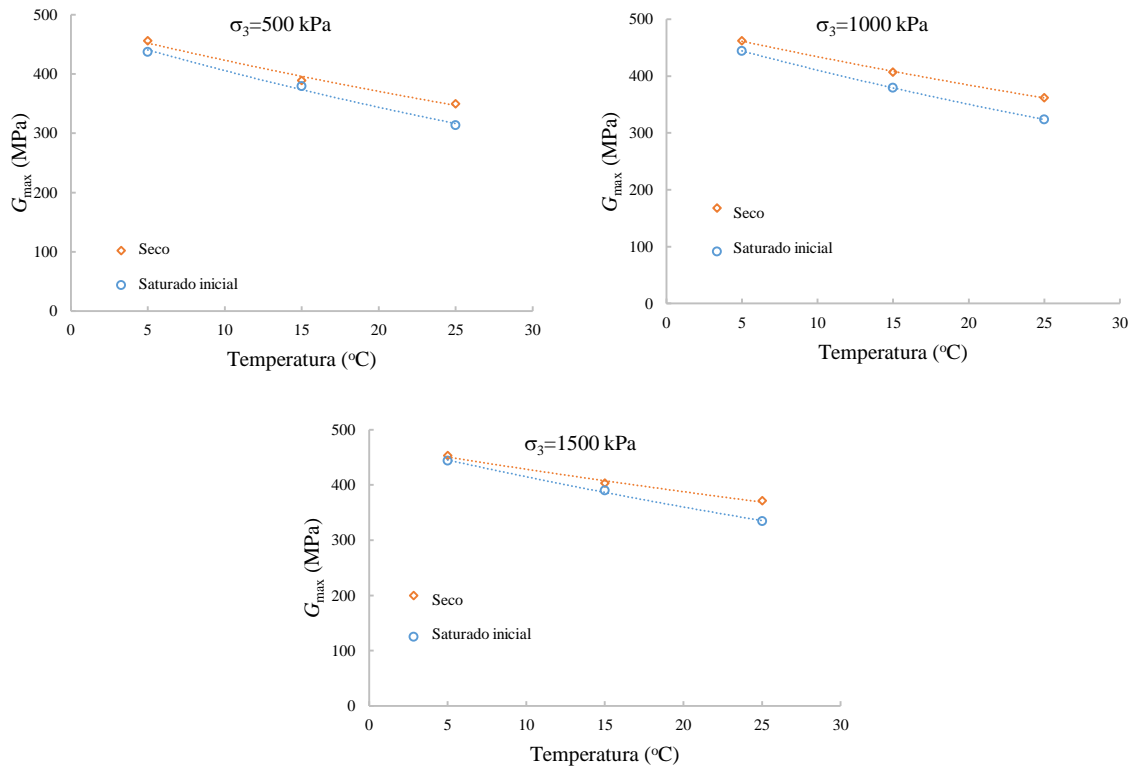 σ3=500 kPa
500
400
300
200
100
0
Gmax (MPa)
Seco
Saturado inicial
0 5 10 15 20 25 30
Temperatura (oC)
σ3=1000 kPa
500
400
300
200
100
0
Gmax (MPa)
Seco
Saturado inicial
0 5 10 15 20 25 30
Temperatura (oC)
σ3=1500 kPa
500
400
300
200
100
0
Gmax (MPa)
Seco
Saturado inicial
0 5 10 15 20 25 30
Temperatura (oC)